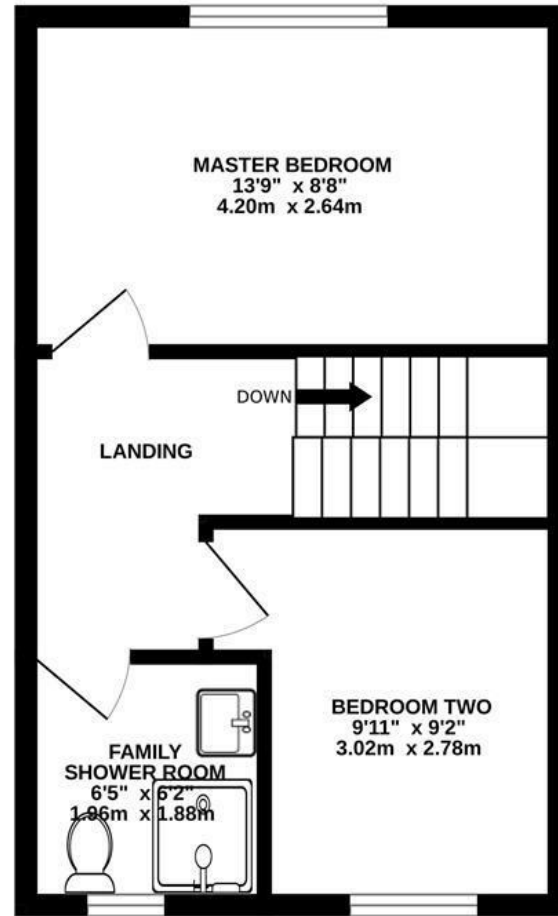 MASTER BEDROOM
13'9" x 8'8"
4.20m x 2.64m
DOWN
LANDING
BEDROOM TWO
9'11" x 9'2"
3.02m x 2.78m
FAMILY
SHOWER ROOM
6'5" x 6'2"
1.96m x 1.88m